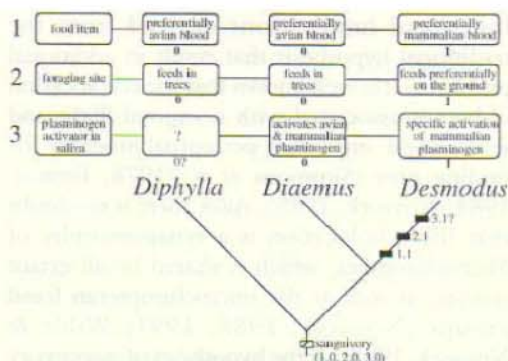 1 food item preferentially avian blood preferentially avian blood preferentially mammalian blood
0 0 1
2 foraging site feeds in trees feeds in trees feeds preferentially on the ground
0 0 1
3 plasminogen activator in saliva ? activates avian & mammalian plasminogen specific activation of mammalian plasminogen
0? 0 1
Diphylla Diaemus Desmodus
3.1?
2.1
1.1
sanguivory
(1.0, 2.0, 3.0)